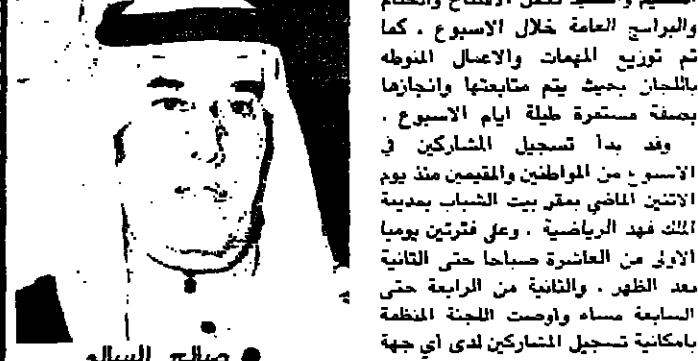 والبرامج العامة خلال الاسبوع . كما
تم توزيع المهمات والاعمال المنوطه
باللجان بحيث يتم متابعتها وانجازها
بصفة مستمرة طيلة ايام الاسبوع .
وقد بدأ تسجيل المشاركين في
الاسبوع من المواطنين والمقيمين منذ يوم
الاثنين الماضي بمقر بيت الشباب بمدينة
الملك فهد الرياضية . وعلى فترتين يوميا
الاولى من العاشرة صباحا حتى الثانية
بعد الظهر . والثانية من الرابعة حتى
السابعة مساء وأوصت اللجنة المنظمة
بامكانية تسجيل المشاركين لدى أي جهة
● صالح السالم